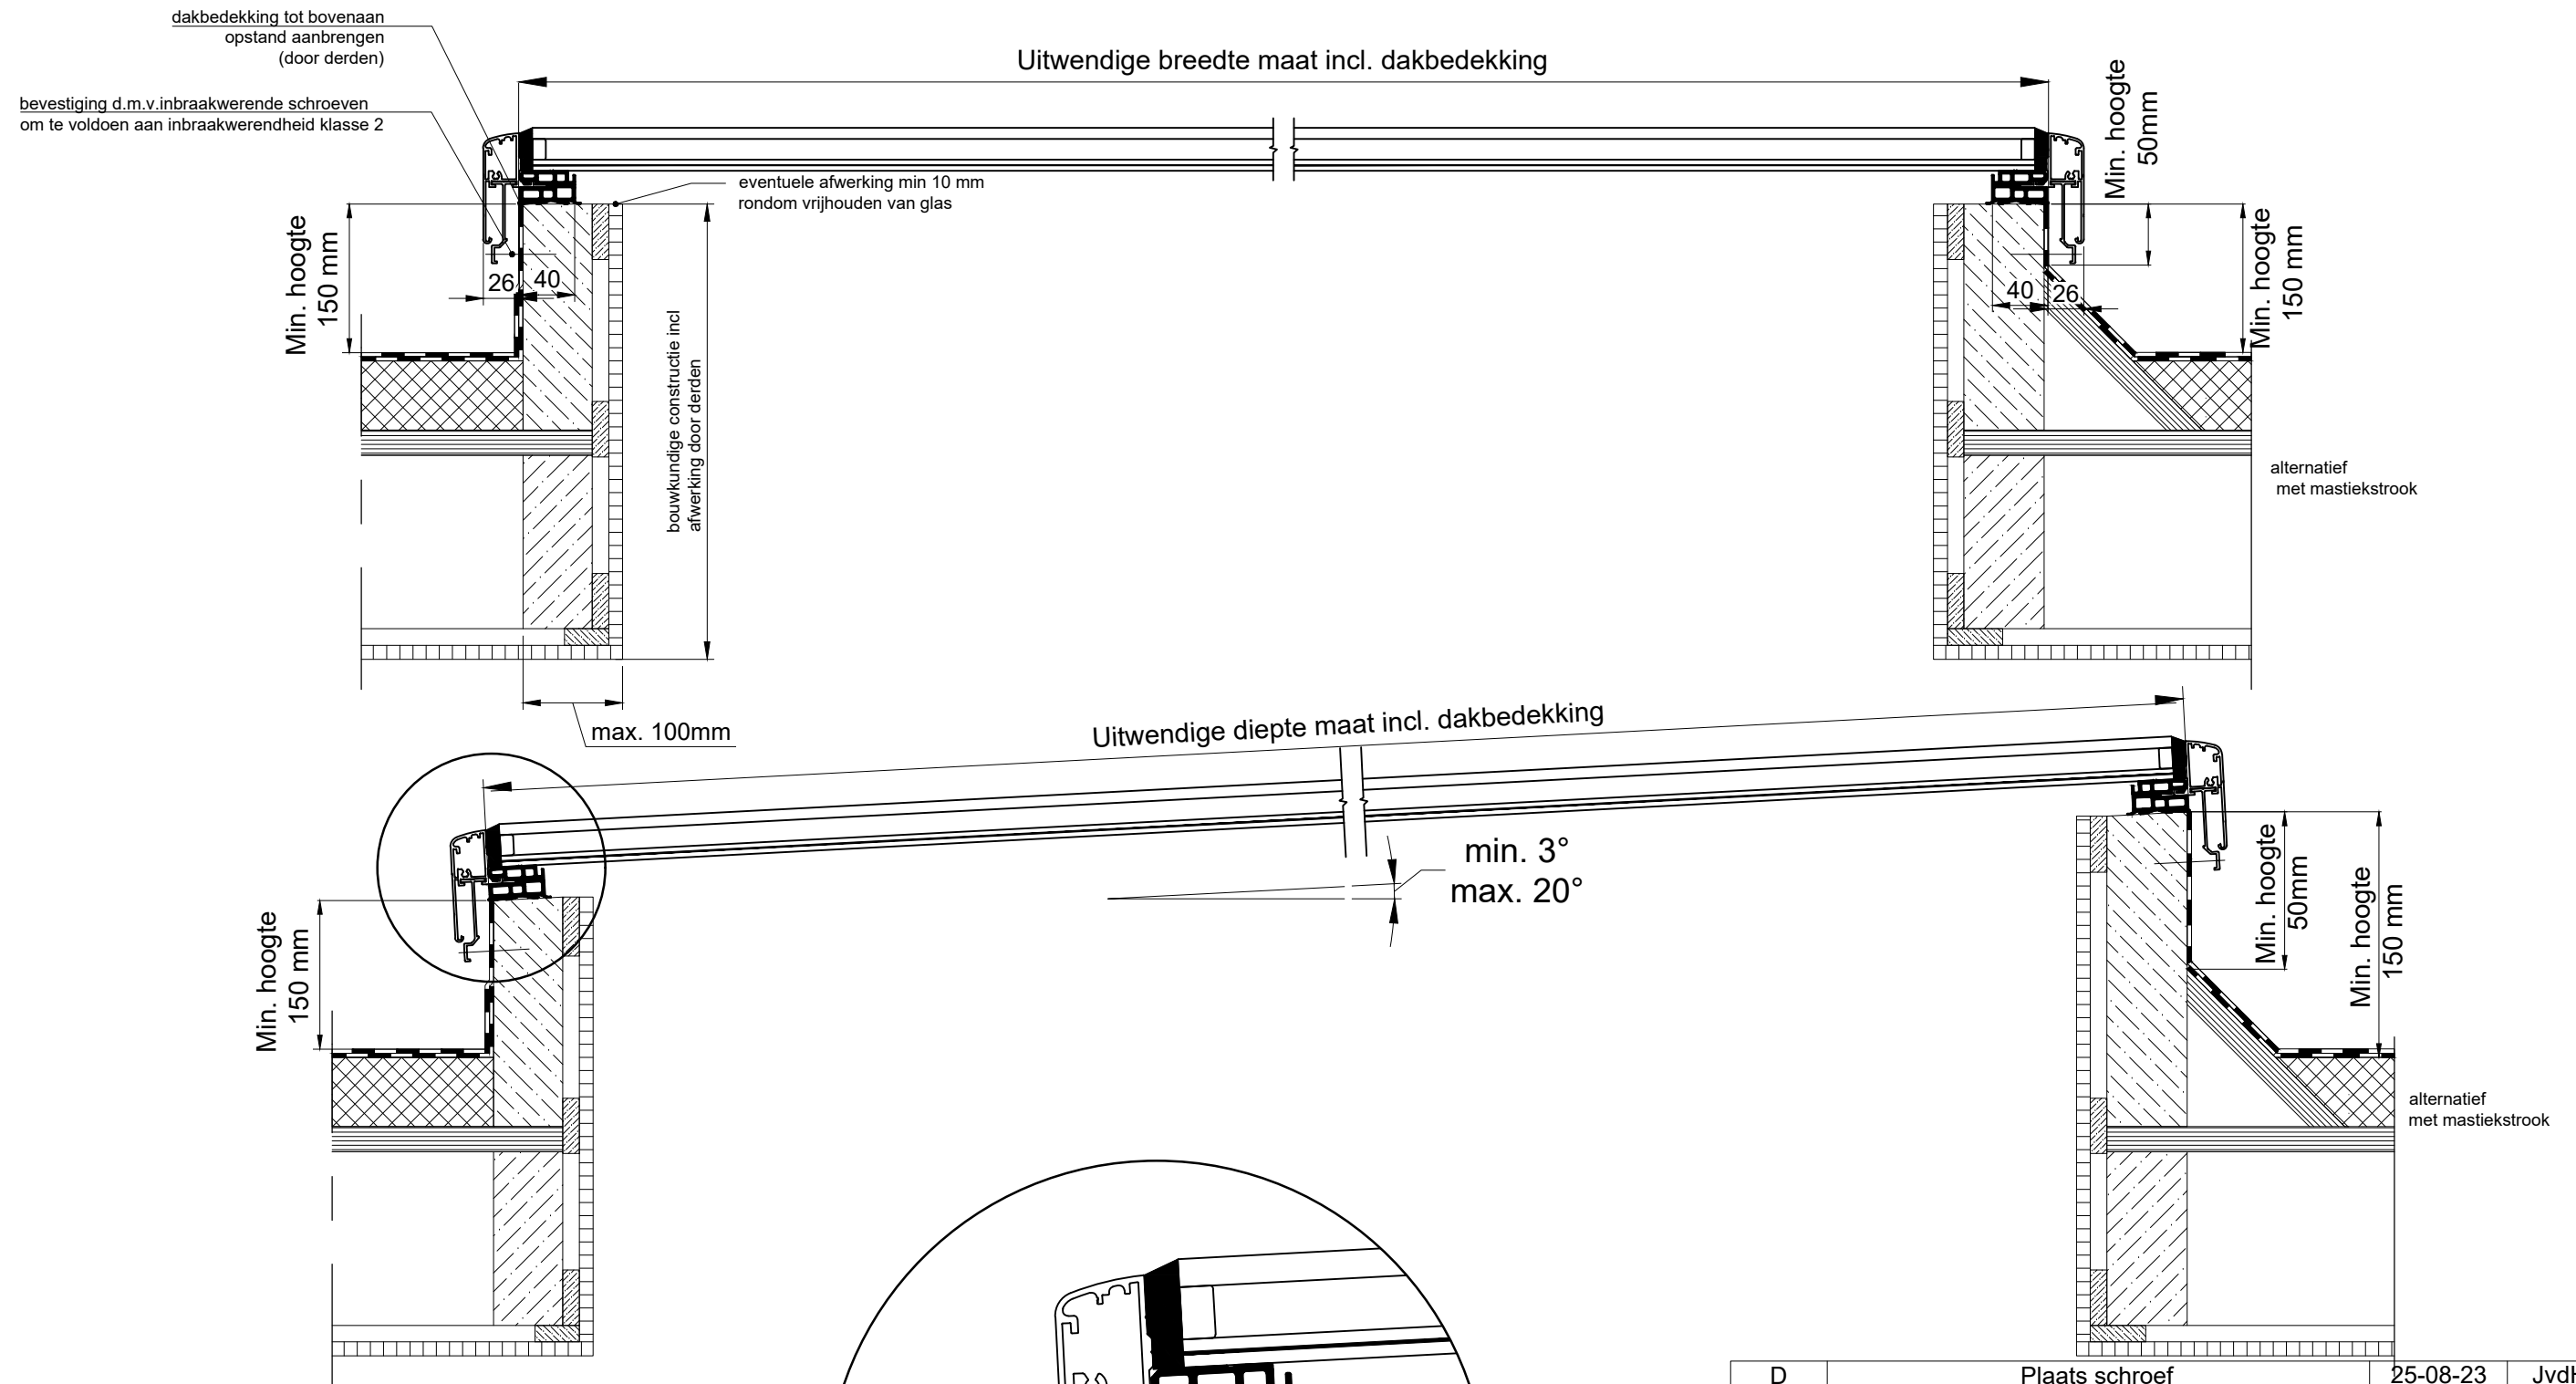 dakbedekking tot bovenaan
opstand aanbrengen
(door derden)
bevestiging d.m.v.inbraakwerende schroeven
om te voldoen aan inbraakwerendheid klasse 2
Uitwendige breedte maat incl. dakbedekking
Min. hoogte
50mm
eventuele afwerking min 10 mm
rondom vrijhouden van glas
Min. hoogte
150 mm
26
40
bouwkundige constructie incl
afwerking door derden
40
26
Min. hoogte
150 mm
alternatief
met mastiekstrook
max. 100mm
Uitwendige diepte maat incl. dakbedekking
min. 3°
max. 20°
Min. hoogte
150 mm
Min. hoogte
50mm
Min. hoogte
150 mm
alternatief
met mastiekstrook
D
Plaats schroef
25-08-23